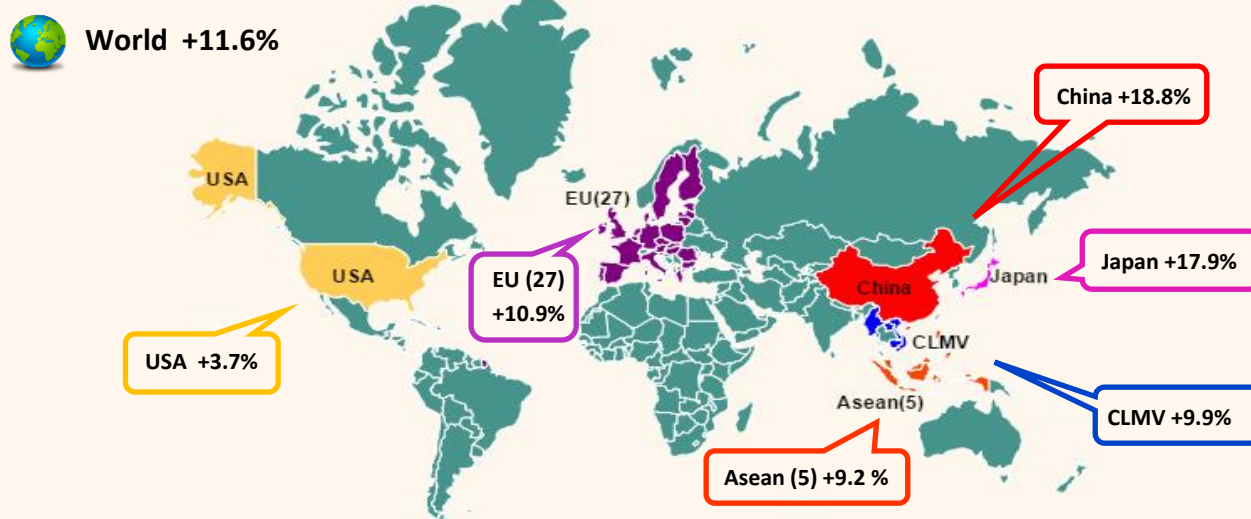 World +11.6%
China +18.8%
USA
EU(27)
Japan +17.9%
EU (27)
+10.9%
USA
China
Japan
CLMV
USA +3.7%
Asean(5)
CLMV +9.9%
Asean (5) +9.2 %